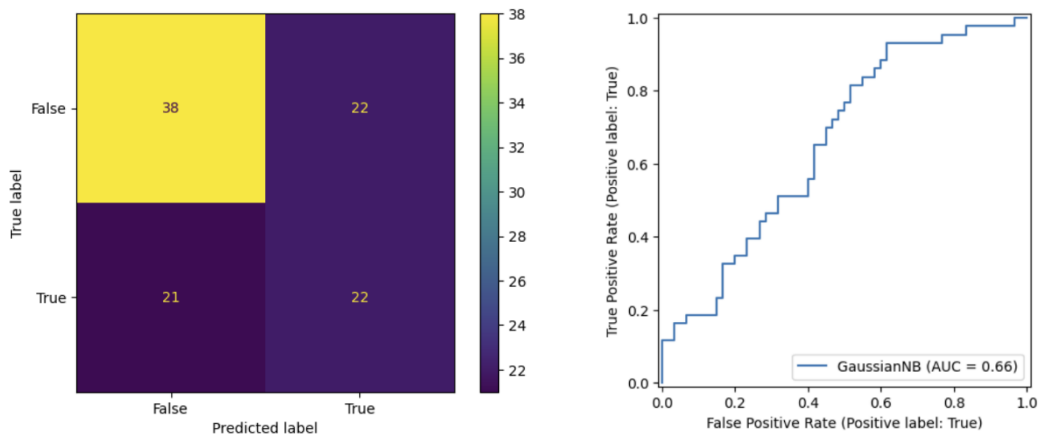 38
22
21
22
False
True
True label
False
True
Predicted label
38
36
34
32
30
28
26
24
22
1.0
0.8
0.6
0.4
0.2
0.0
True Positive Rate (Positive label: True)
GaussianNB (AUC = 0.66)
0.0 0.2 0.4 0.6 0.8 1.0
False Positive Rate (Positive label: True)